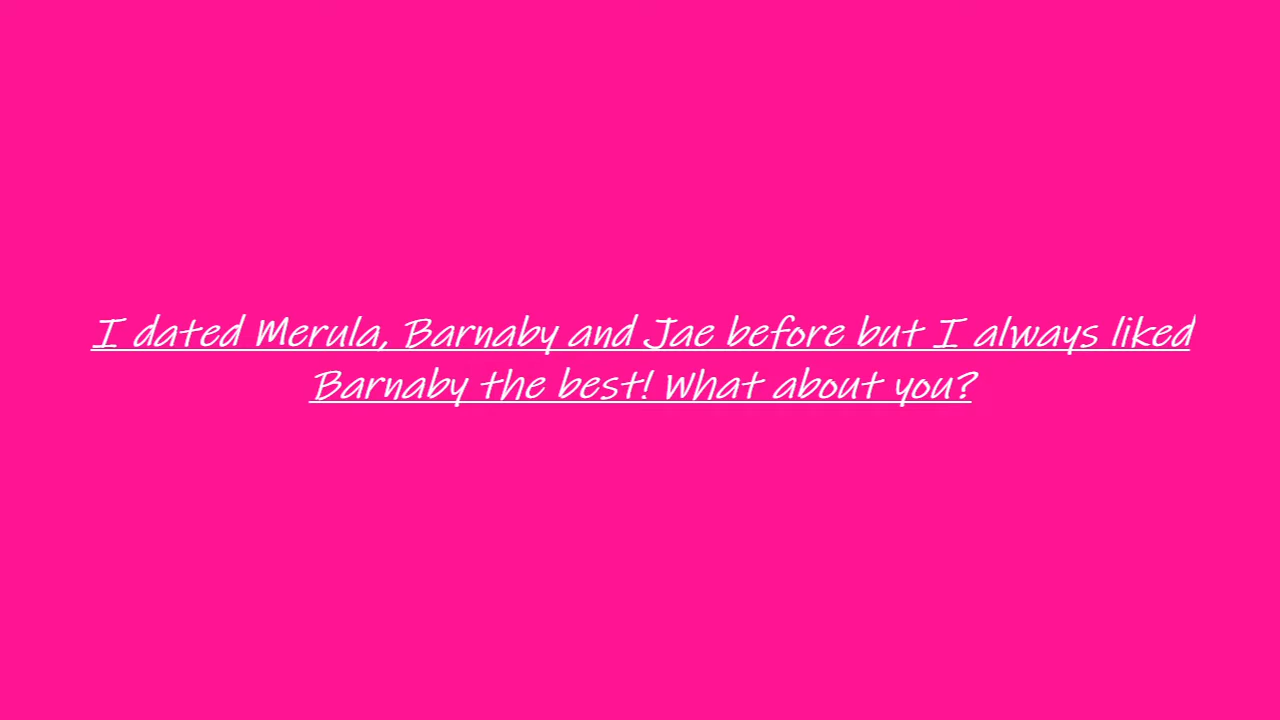 I dated Merula, Barnaby and Jae before but I always liked
Barnaby the best! What about you?